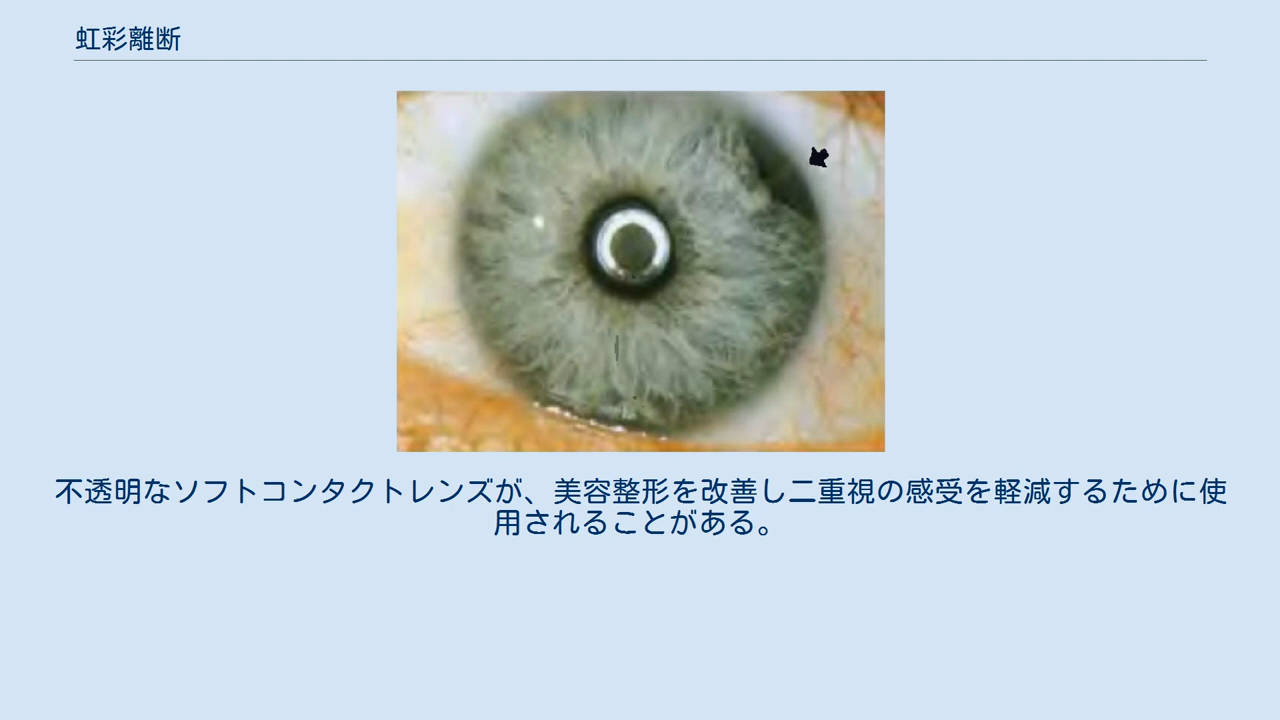 虹彩離断
不透明なソフトコンタクトレンズが、美容整形を改善し二重視の感受を軽減するために使
用されることがある。